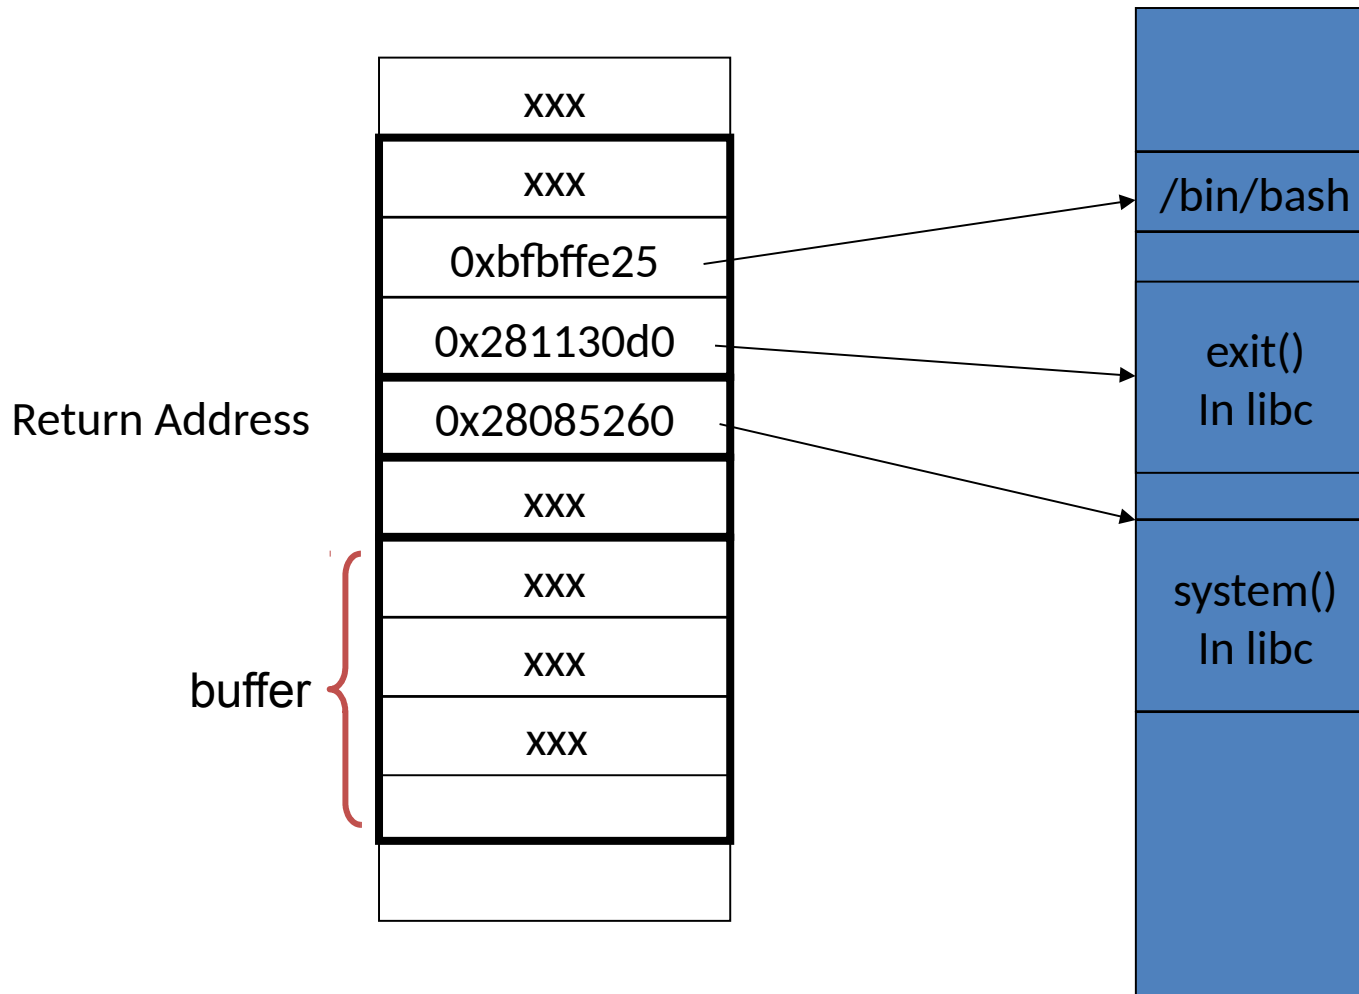 xxx
xxx
0xbfbffe25
0x281130d0
Return Address
0x28085260
xxx
xxx
xxx
xxx
buffer
/bin/bash
exit()
In libc
system()
In libc